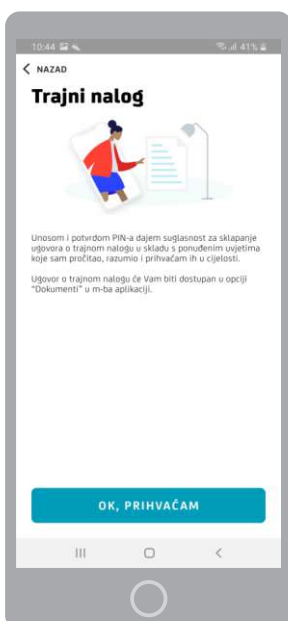 10:44 41%
NAZAD
Trajni nalog
Unosom i potvrdom PIN-a dajem suglasnost za sklapanje
ugovora o trajnom nalogu u skladu s ponuđenim uvjetima
koje sam pročitao, razumio i prihvaćam ih u cijelosti.
Ugovor o trajnom nalogu će Vam biti dostupan u opciji
"Dokumenti" u m-ba aplikaciji.
OK, PRIHVAĆAM